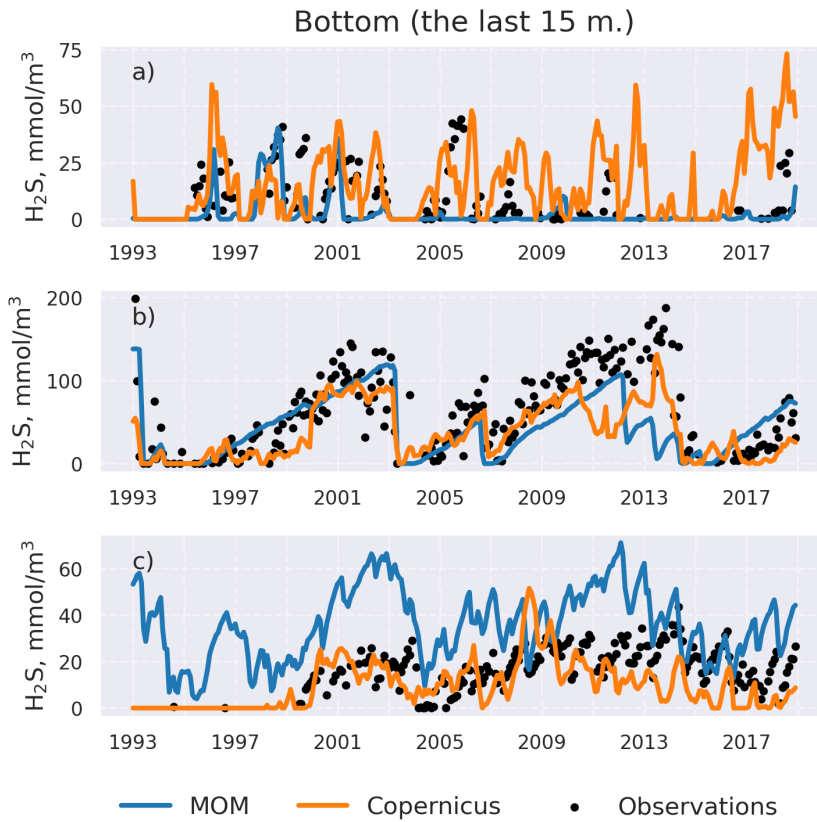 Bottom (the last 15 m.)
a)
H₂S, mmol/m³
75
50
25
0
1993 1997 2001 2005 2009 2013 2017
b)
H₂S, mmol/m³
200
100
0
1993 1997 2001 2005 2009 2013 2017
c)
H₂S, mmol/m³
60
40
20
0
1993 1997 2001 2005 2009 2013 2017
MOM Copernicus Observations